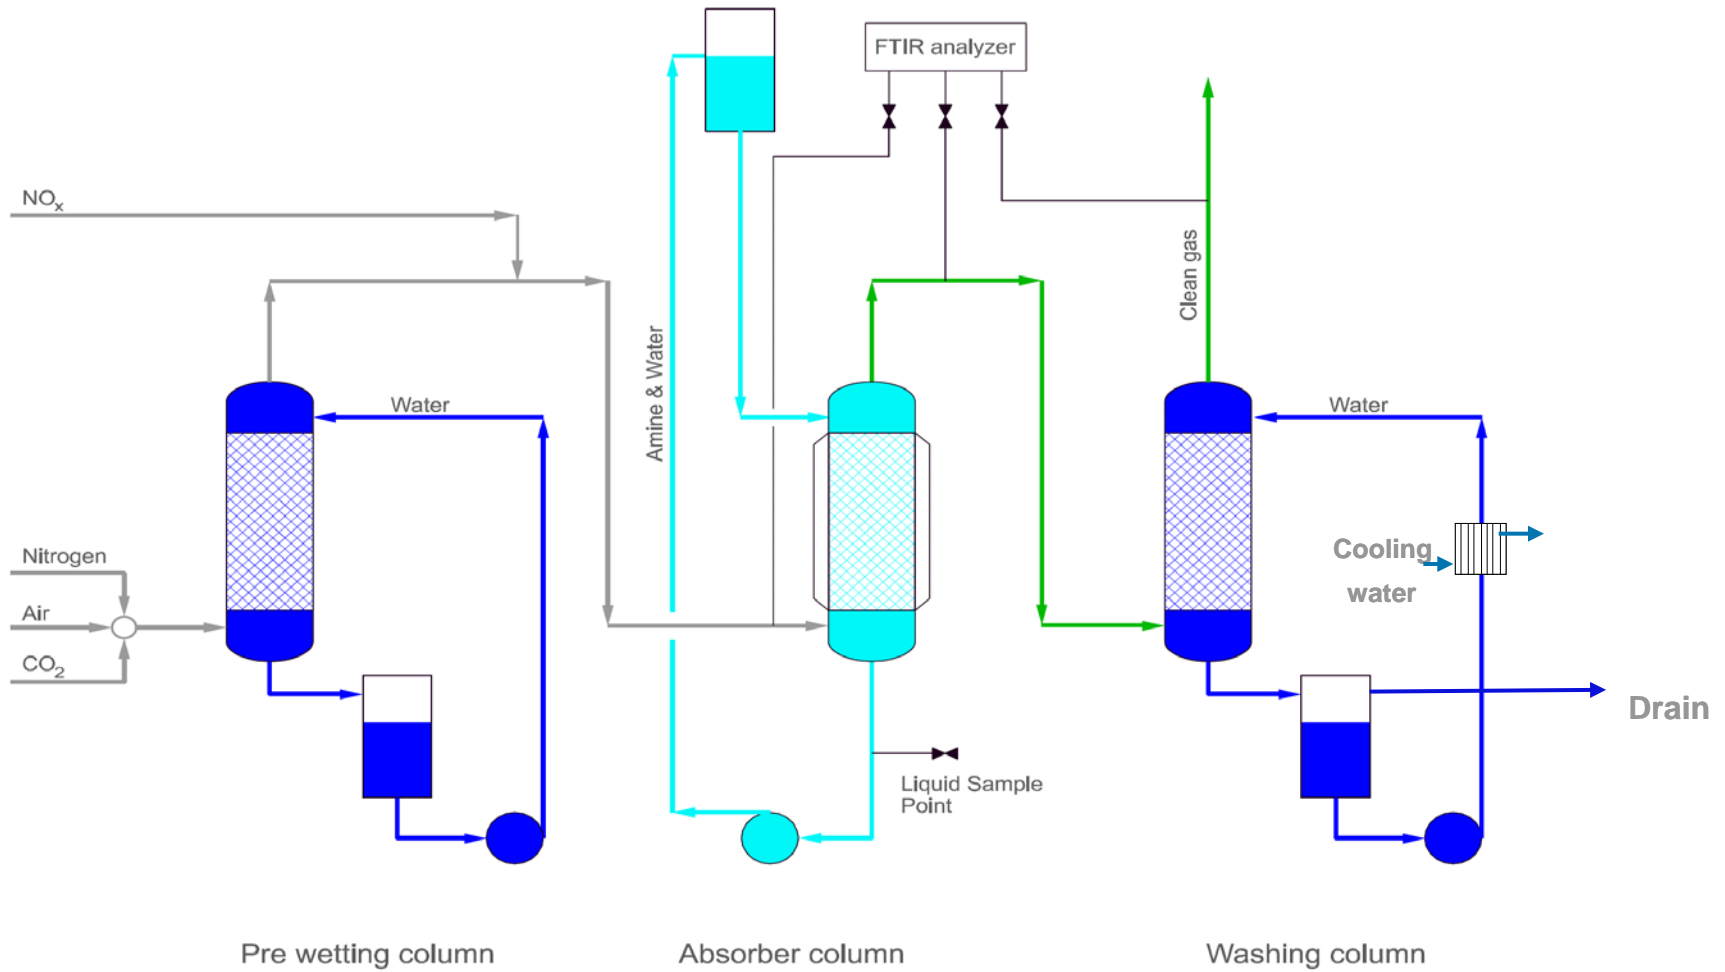 FTIR analyzer
NOₓ
Clean gas
Amine & Water
Water
Water
Nitrogen
Air
CO₂
Cooling
water
Drain
Liquid Sample
Point
Pre wetting column
Absorber column
Washing column